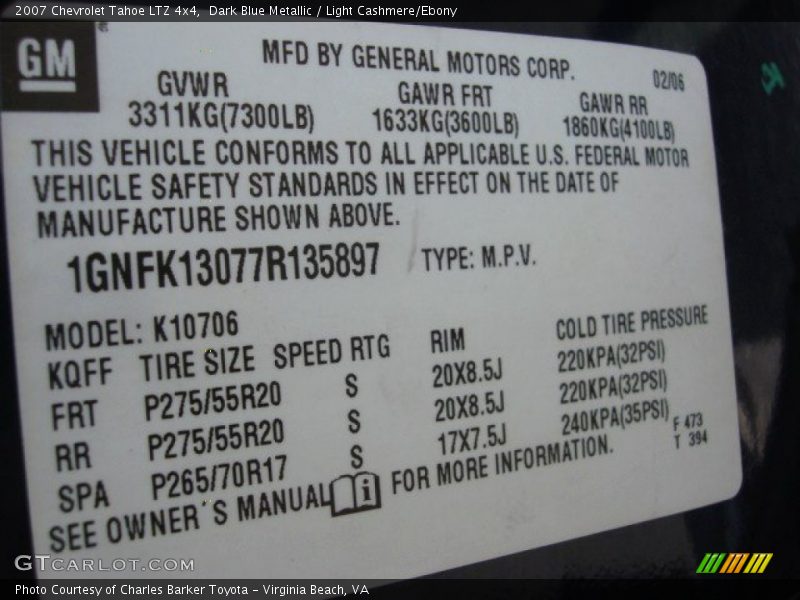 2007 Chevrolet Tahoe LTZ 4x4,  Dark Blue Metallic / Light Cashmere/Ebony
GM
MFD BY GENERAL MOTORS CORP.
02/06
GVWR GAWR FRT GAWR RR
3311KG(7300LB) 1633KG(3600LB) 1860KG(4100LB)
THIS VEHICLE CONFORMS TO ALL APPLICABLE U.S. FEDERAL MOTOR
VEHICLE SAFETY STANDARDS IN EFFECT ON THE DATE OF
MANUFACTURE SHOWN ABOVE.
1GNFK13077R135897 TYPE: M.P.V.
MODEL: K10706
KQFF TIRE SIZE SPEED RTG RIM COLD TIRE PRESSURE
FRT P275/55R20 S 20X8.5J 220KPA(32PSI)
RR P275/55R20 S 20X8.5J 220KPA(32PSI)
SPA P265/70R17 S 17X7.5J 240KPA(35PSI)
F 473
T 394
SEE OWNER'S MANUAL i FOR MORE INFORMATION.
GTCARLOT.COM
Photo Courtesy of Charles Barker Toyota - Virginia Beach, VA